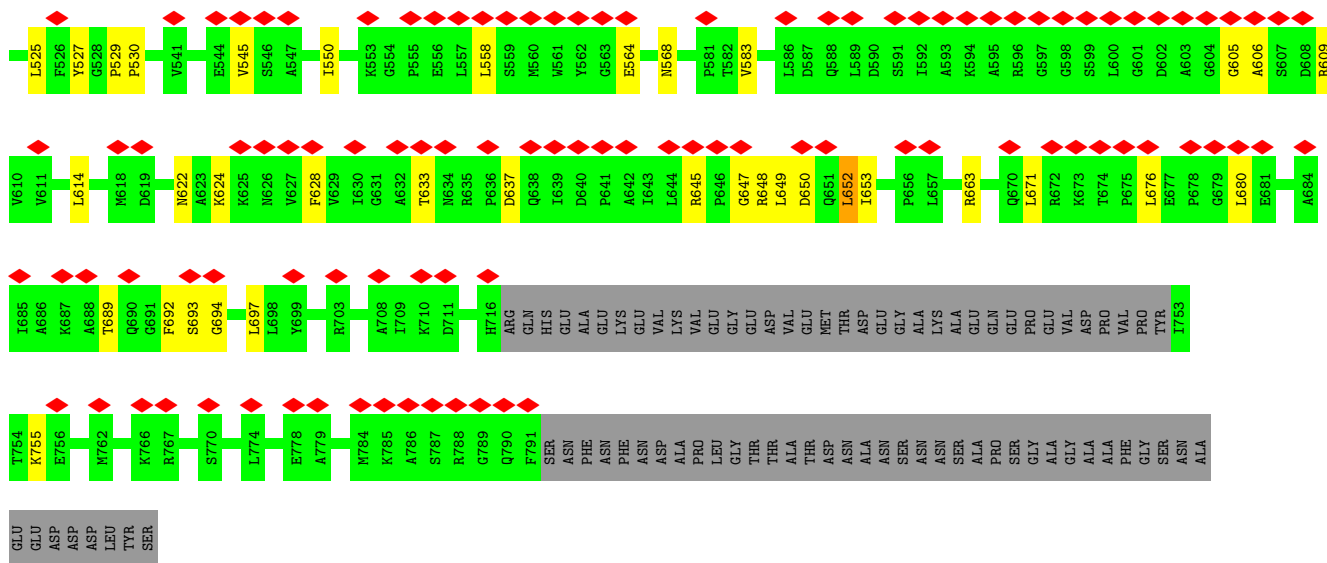 L525 F526 Y527 G528 P529 P530 V541 E544 V545 S546 A547 I550 K553 G554 P555 E556 L557 L558 S559 M560 W561 Y562 G563 E564 N568 P581 T582 V583 L586 D587 Q588 L589 D590 S591 I592 A593 K594 A595 R596 G597 G598 S599 L600 G601 D602 A603 G604 G605 A606 S607 D608 R609
V610 V611 L614 M618 D619 N622 A623 K624 K625 N626 V627 F628 V629 I630 G631 A632 T633 N634 R635 P636 D637 Q638 I639 D640 P641 A642 I643 L644 R645 P646 G647 R648 L649 D650 Q651 L652 I653 P656 L657 R663 Q670 L671 R672 K673 T674 P675 L676 E677 P678 G679 L680 E681 A684
I685 A686 K687 A688 T689 Q690 G691 F692 S693 G694 L697 L698 Y699 R703 A708 I709 K710 D711 H716 ARG GLN HIS GLU ALA GLU LYS GLU VAL LYS VAL GLU GLY GLU ASP VAL GLU MET THR ASP GLU GLY ALA LYS ALA GLU GLN GLU PRO GLU VAL ASP PRO VAL PRO TYR I753
T754 K755 E756 M762 K766 R767 S770 L774 E778 A779 M784 K785 A786 S787 R788 G789 Q790 F791 SER ASN PHE ASN PHE ASN ASP ALA PRO LEU GLY THR THR ALA THR ASP ASN ALA ASN SER ASN ASN SER ALA PRO SER GLY ALA GLY ALA ALA PHE GLY SER ASN ALA
GLU GLU ASP ASP ASP LEU TYR SER